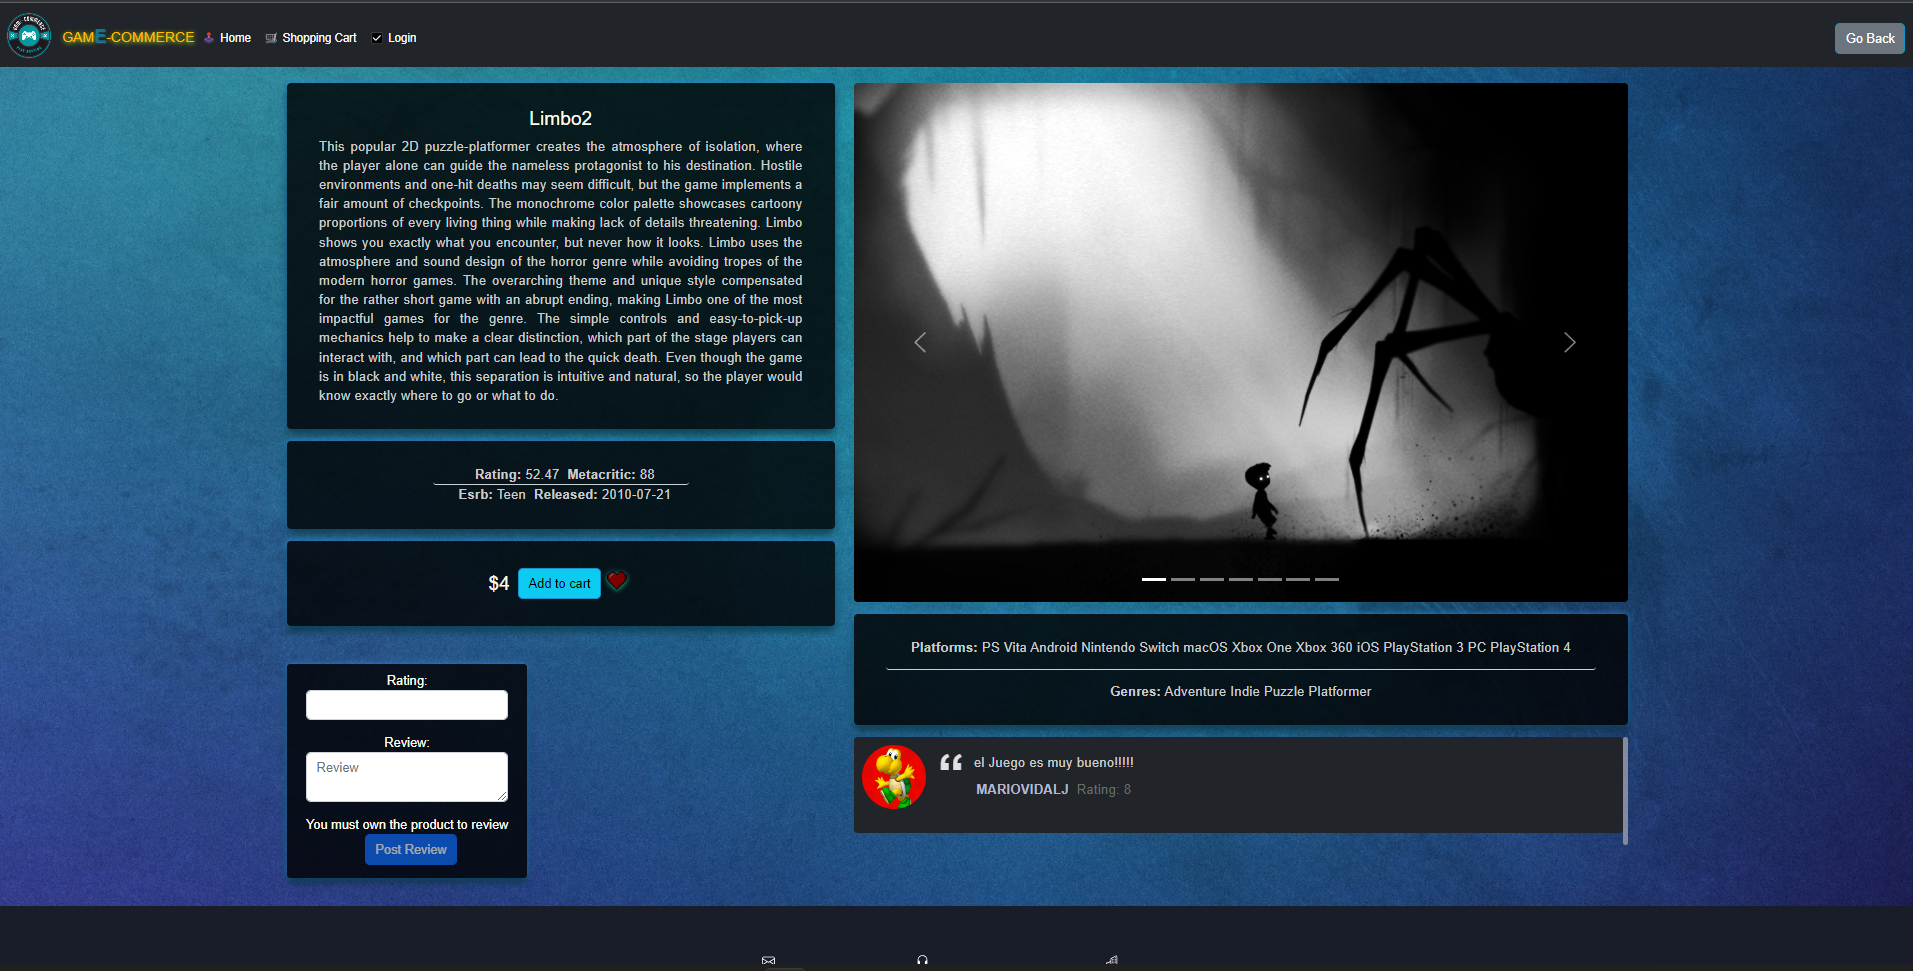 GAME-COMMERCE Home Shopping Cart Login Go Back
Limbo2
This popular 2D puzzle-platformer creates the atmosphere of isolation, where
the player alone can guide the nameless protagonist to his destination. Hostile
environments and one-hit deaths may seem difficult, but the game implements a
fair amount of checkpoints. The monochrome color palette showcases cartoony
proportions of every living thing while making lack of details threatening. Limbo
shows you exactly what you encounter, but never how it looks. Limbo uses the
atmosphere and sound design of the horror genre while avoiding tropes of the
modern horror games. The overarching theme and unique style compensated
for the rather short game with an abrupt ending, making Limbo one of the most
impactful games for the genre. The simple controls and easy-to-pick-up
mechanics help to make a clear distinction, which part of the stage players can
interact with, and which part can lead to the quick death. Even though the game
is in black and white, this separation is intuitive and natural, so the player would
know exactly where to go or what to do.
Rating: 52.47 Metacritic: 88
Esrb: Teen Released: 2010-07-21
$4 Add to cart
Rating:
Review:
Review
You must own the product to review
Post Review
Platforms: PS Vita Android Nintendo Switch macOS Xbox One Xbox 360 iOS PlayStation 3 PC PlayStation 4
Genres: Adventure Indie Puzzle Platformer
“ el Juego es muy bueno!!!!!
MARIOVIDALJ Rating: 8